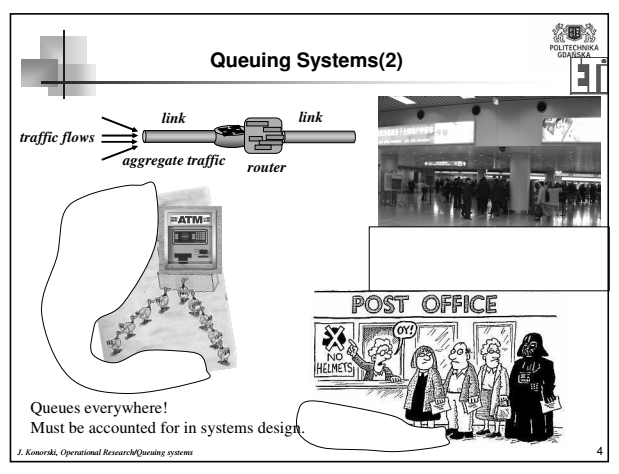 Queuing Systems(2)
POLITECHNIKA
GDAŃSKA
ETI
link
link
traffic flows
aggregate traffic
router
ATM
POST OFFICE
OY!
NO
HELMETS
Queues everywhere!
Must be accounted for in systems design.
J. Konorski, Operational Research/Queuing systems
4